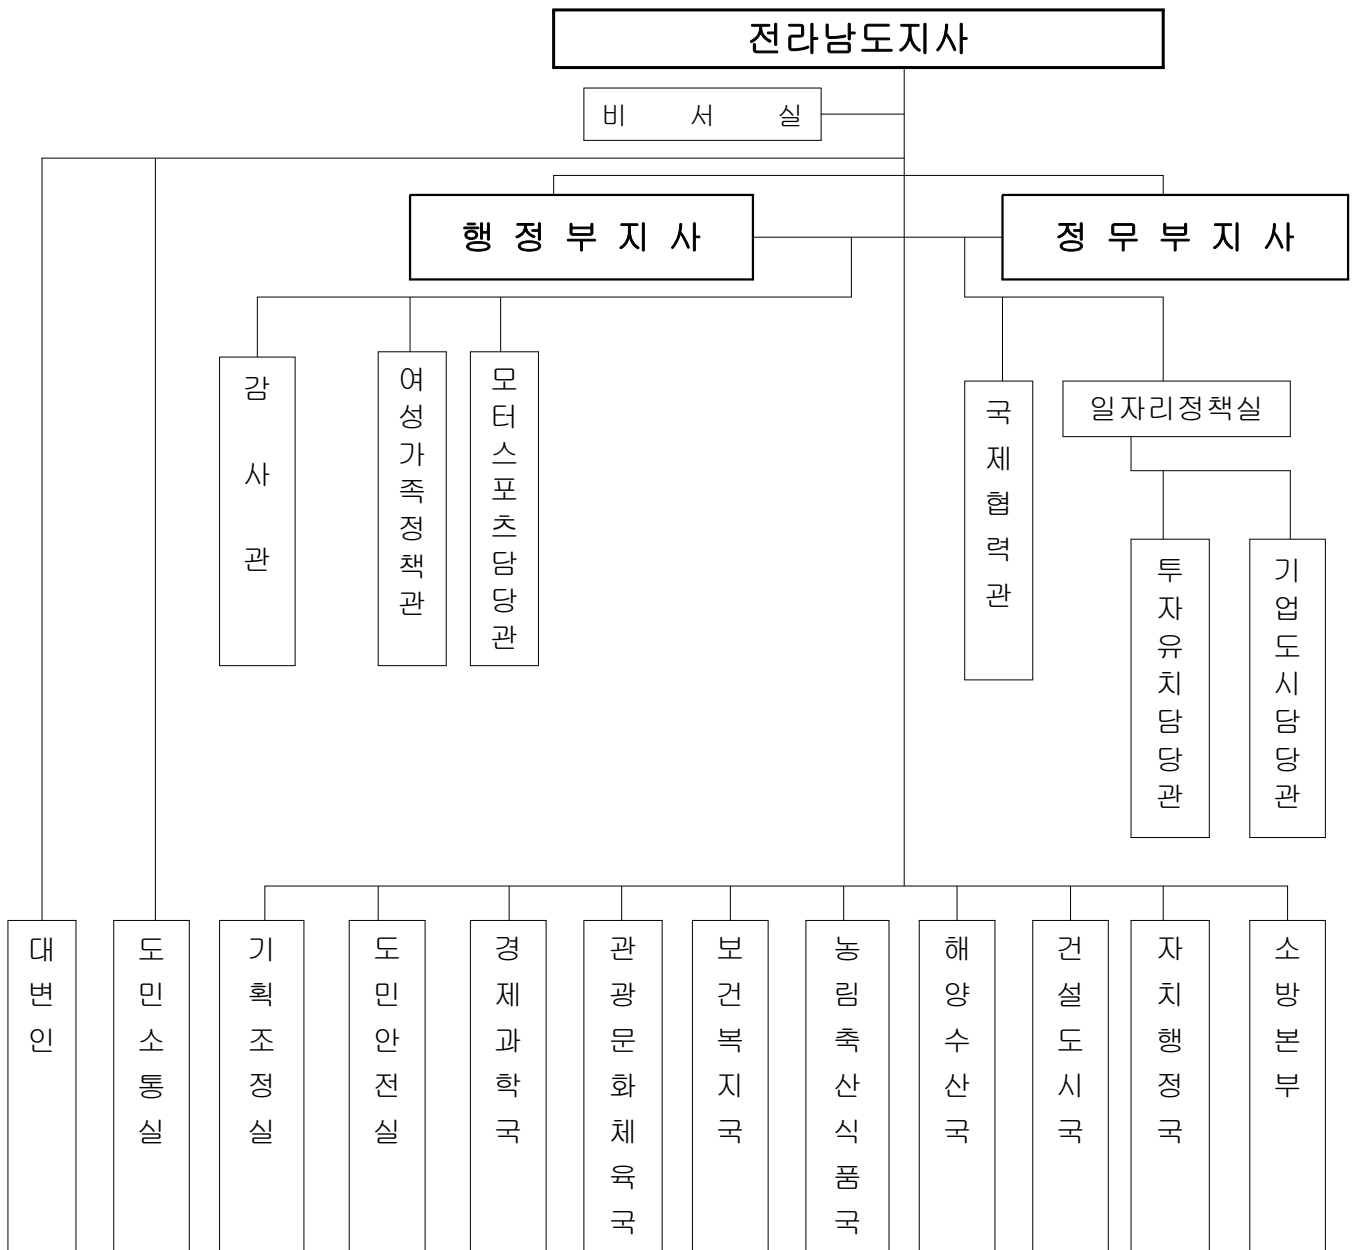 전라남도지사
비 서 실
행 정 부 지 사
정 무 부 지 사
감사관
여성가족정책관
모터스포츠담당관
국제협력관
일자리정책실
투자유치담당관
기업도시담당관
대변인
도민소통실
기획조정실
도민안전실
경제과학국
관광문화체육국
보건복지국
농림축산식품국
해양수산국
건설도시국
자치행정국
소방본부